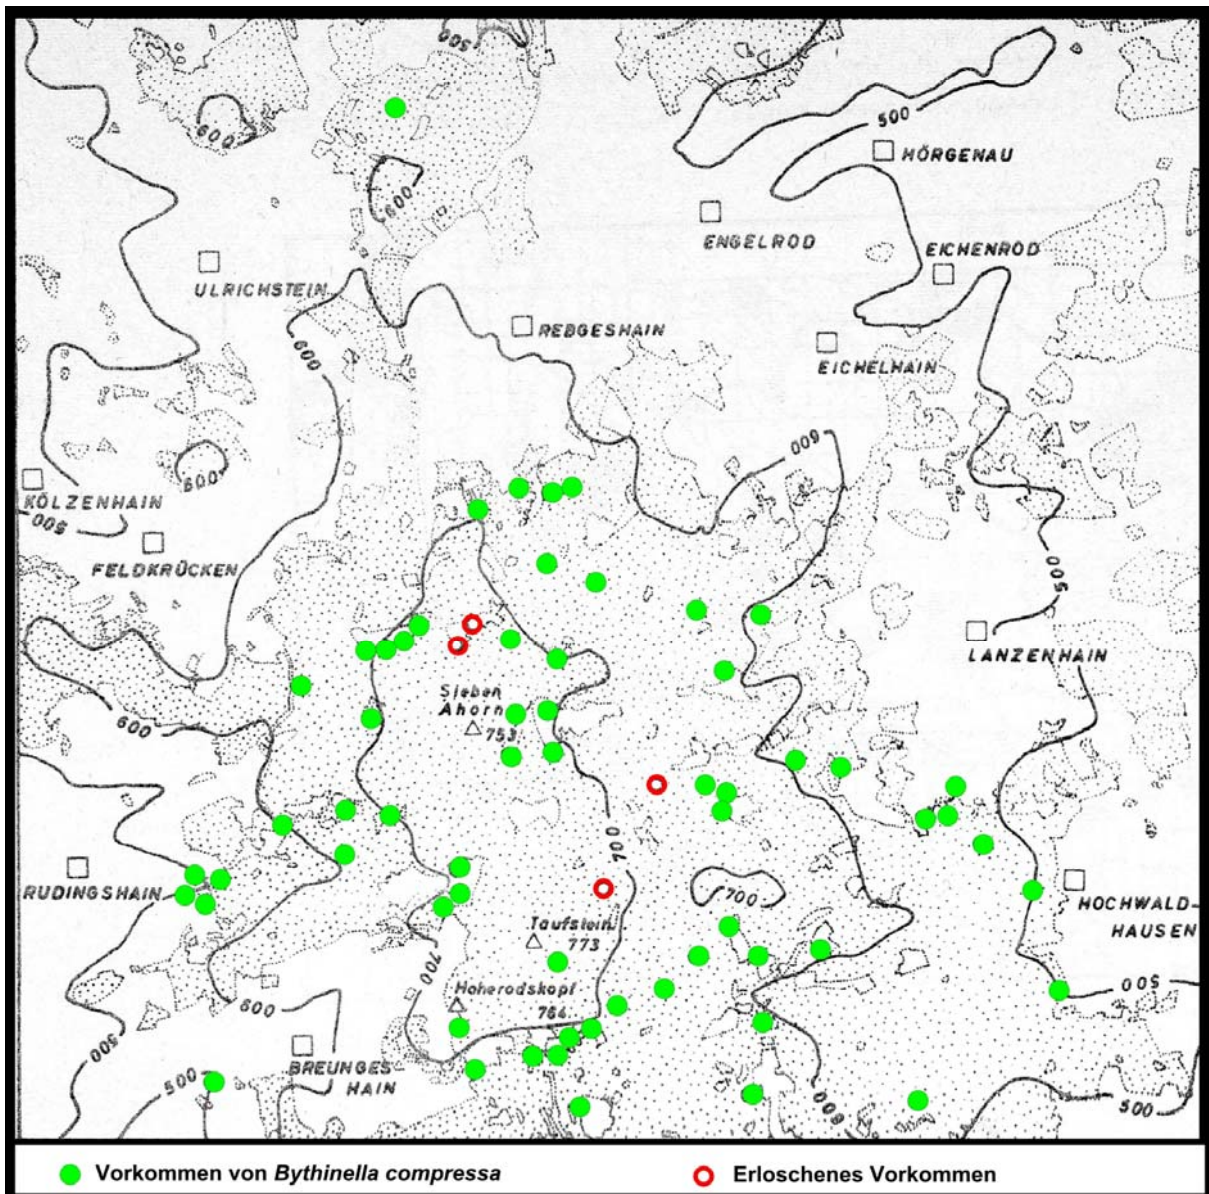 500
600
500
HÖRGENAU
600
ENGELROD
EICHENROD
ULRICHSTEIN
REBGESHAIN
600
EICHELHAIN
600
600
KÖLZENHAIN
500
FELDKRÜCKEN
500
LANZENHAIN
Sieben
Ahorn
753
600
700
RUDINGSHAIN
700
HOCHWALD-
HAUSEN
Taufstein
773
700
Hoherodskopf
764
500
600
500
BREUNGES
HAIN
500
600
500
Vorkommen von Bythinella compressa
Erloschenes Vorkommen